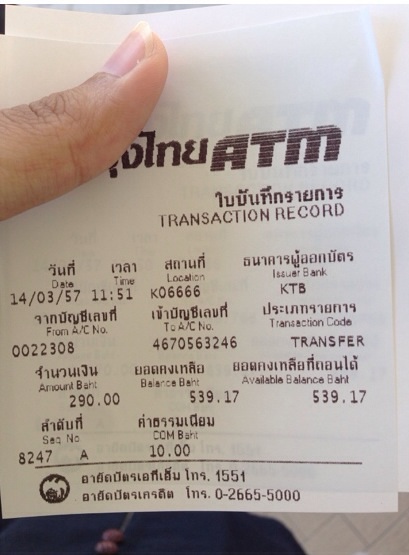 กรุงไทย ATM
ใบบันทึกรายการ
TRANSACTION RECORD
วันที่ เวลา สถานที่ ธนาคารผู้ออกบัตร
Date Time Location Issuer Bank
14/03/57 11:51 K06666 KTB
จากบัญชีเลขที่ เข้าบัญชีเลขที่ ประเภทรายการ
From A/C No. To A/C No. Transaction Code
0022308 4670563246 TRANSFER
จำนวนเงิน ยอดคงเหลือ ยอดคงเหลือที่ถอนได้
Amount Baht Balance Baht Available Balance Baht
290.00 539.17 539.17
ลำดับที่ ค่าธรรมเนียม
Seq No COM Baht
8247 A 10.00
อายัดบัตรเอทีเอ็ม โทร. 1551
อายัดบัตรเครดิต โทร. 0-2665-5000